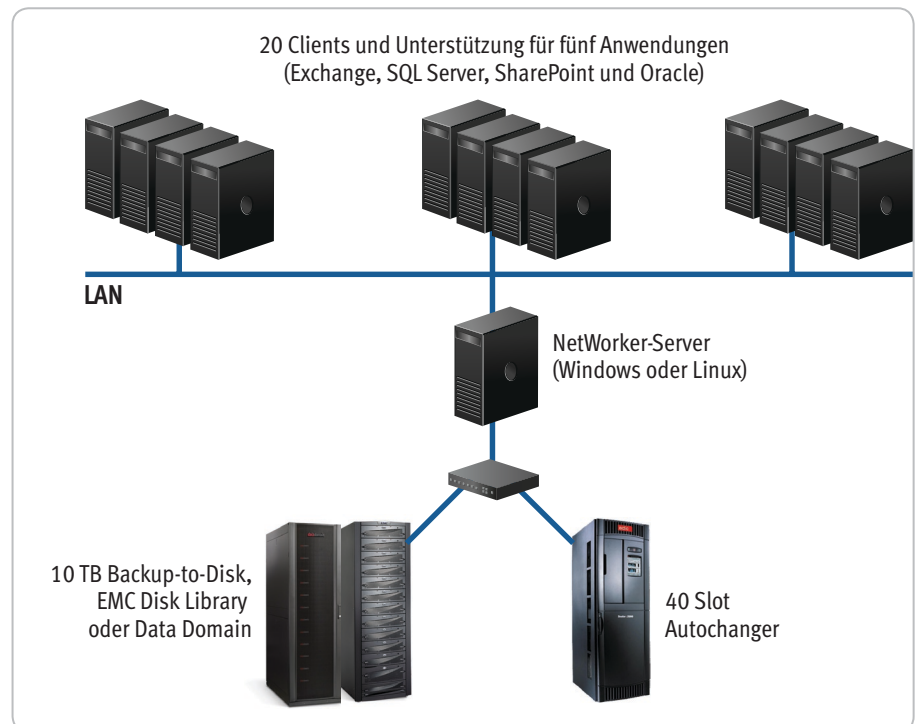 20 Clients und Unterstützung für fünf Anwendungen
(Exchange, SQL Server, SharePoint und Oracle)
LAN
NetWorker-Server
(Windows oder Linux)
10 TB Backup-to-Disk,
EMC Disk Library
oder Data Domain
40 Slot
Autochanger